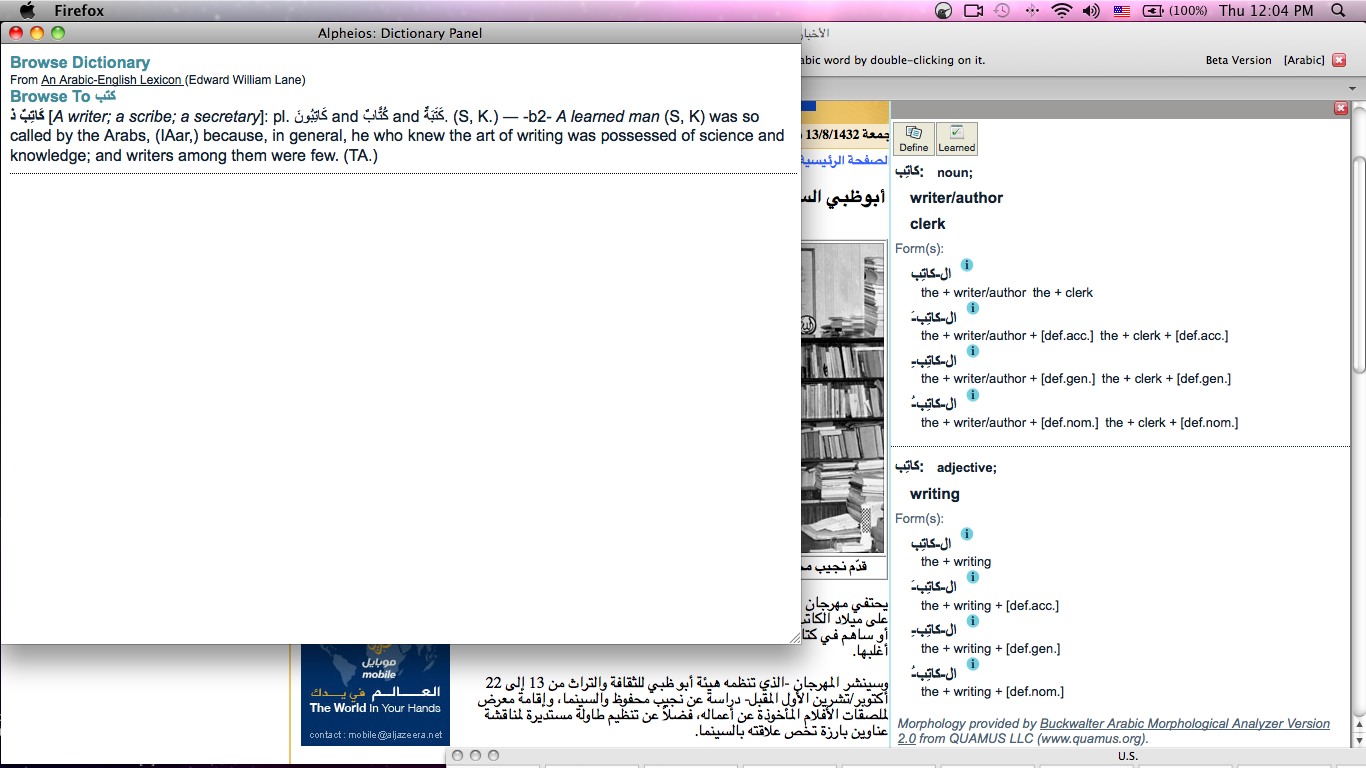 Firefox
(100%)
Thu 12:04 PM
Alpheios: Dictionary Panel
Browse Dictionary
From An Arabic-English Lexicon (Edward William Lane)
Browse To كتب
كَاتِبٌ ذْ [A writer; a scribe; a secretary]: pl. كَاتِبُونَ and كُتَّابٌ and كَتَبَةٌ. (S, K.) — -b2- A learned man (S, K) was so
called by the Arabs, (IAar,) because, in general, he who knew the art of writing was possessed of science and
knowledge; and writers among them were few. (TA.)
الأخبار
abic word by double-clicking on it.
Beta Version
[Arabic]
جمعة 13/8/1432
لصفحة الرئيسية
أبوظبي
قدّم نجيب
يحتفي مهرجان
على ميلاد
أو ساهم في
أغلبها.
وسينشر المهرجان -الذي تنظمه هيئة أبو ظبي للثقافة والتراث من 13 إلى 22
أكتوبر/تشرين الأول المقبل- دراسة عن نجيب محفوظ والسينما، وإقامة معرض
لملصقات الأفلام المأخوذة عن أعماله، فضلاً عن تنظيم طاولة مستديرة لمناقشة
عناوين بارزة تخص علاقته بالسينما.
موبايل
mobile
العالم في يدك
The World In Your Hands
contact : mobile@aljazeera.net
Define
Learned
كاتِب: noun;
writer/author
clerk
Form(s):
ال-كاتِب
the + writer/author the + clerk
ال-كاتِب-َ
the + writer/author + [def.acc.] the + clerk + [def.acc.]
ال-كاتِب-ِ
the + writer/author + [def.gen.] the + clerk + [def.gen.]
ال-كاتِب-ُ
the + writer/author + [def.nom.] the + clerk + [def.nom.]
كاتِب: adjective;
writing
Form(s):
ال-كاتِب
the + writing
ال-كاتِب-َ
the + writing + [def.acc.]
ال-كاتِب-ِ
the + writing + [def.gen.]
ال-كاتِب-ُ
the + writing + [def.nom.]
Morphology provided by Buckwalter Arabic Morphological Analyzer Version
2.0 from QUAMUS LLC (www.quamus.org).
U.S.